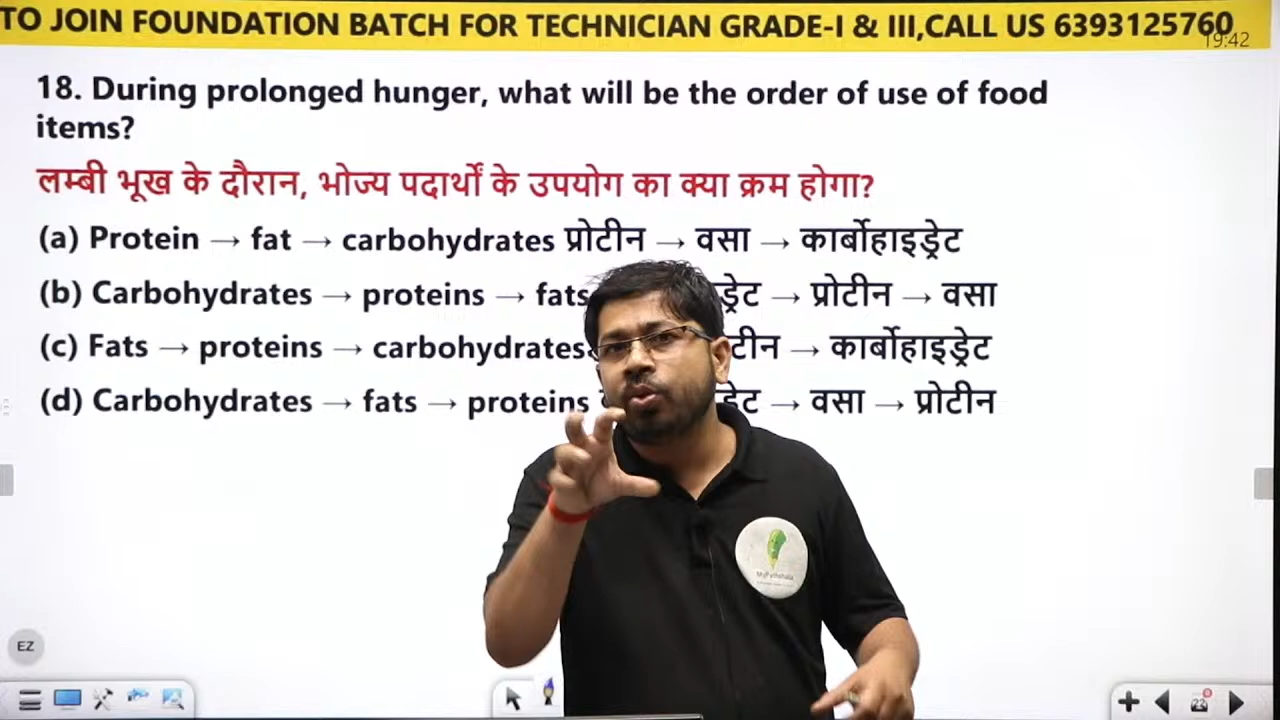 TO JOIN FOUNDATION BATCH FOR TECHNICIAN GRADE-I & III,CALL US 6393125760
19:42
18. During prolonged hunger, what will be the order of use of food
items?
लम्बी भूख के दौरान, भोज्य पदार्थों के उपयोग का क्या क्रम होगा?
(a) Protein → fat → carbohydrates प्रोटीन → वसा → कार्बोहाइड्रेट
(b) Carbohydrates → proteins → fats → प्रोटीन → वसा
(c) Fats → proteins → carbohydrates → कार्बोहाइड्रेट
(d) Carbohydrates → fats → proteins → वसा → प्रोटीन
MyPathshala
EZ
22